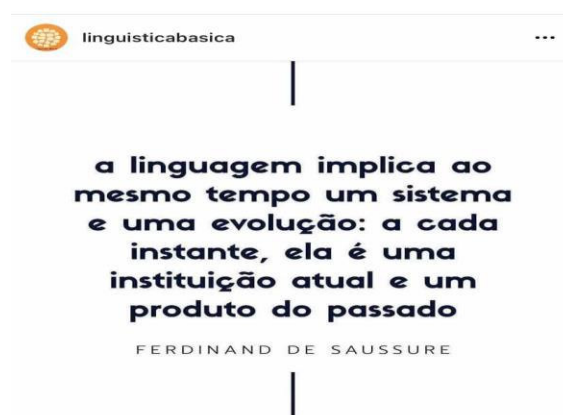 linguisticabasica
a linguagem implica ao
mesmo tempo um sistema
e uma evolução: a cada
instante, ela é uma
instituição atual e um
produto do passado
FERDINAND DE SAUSSURE